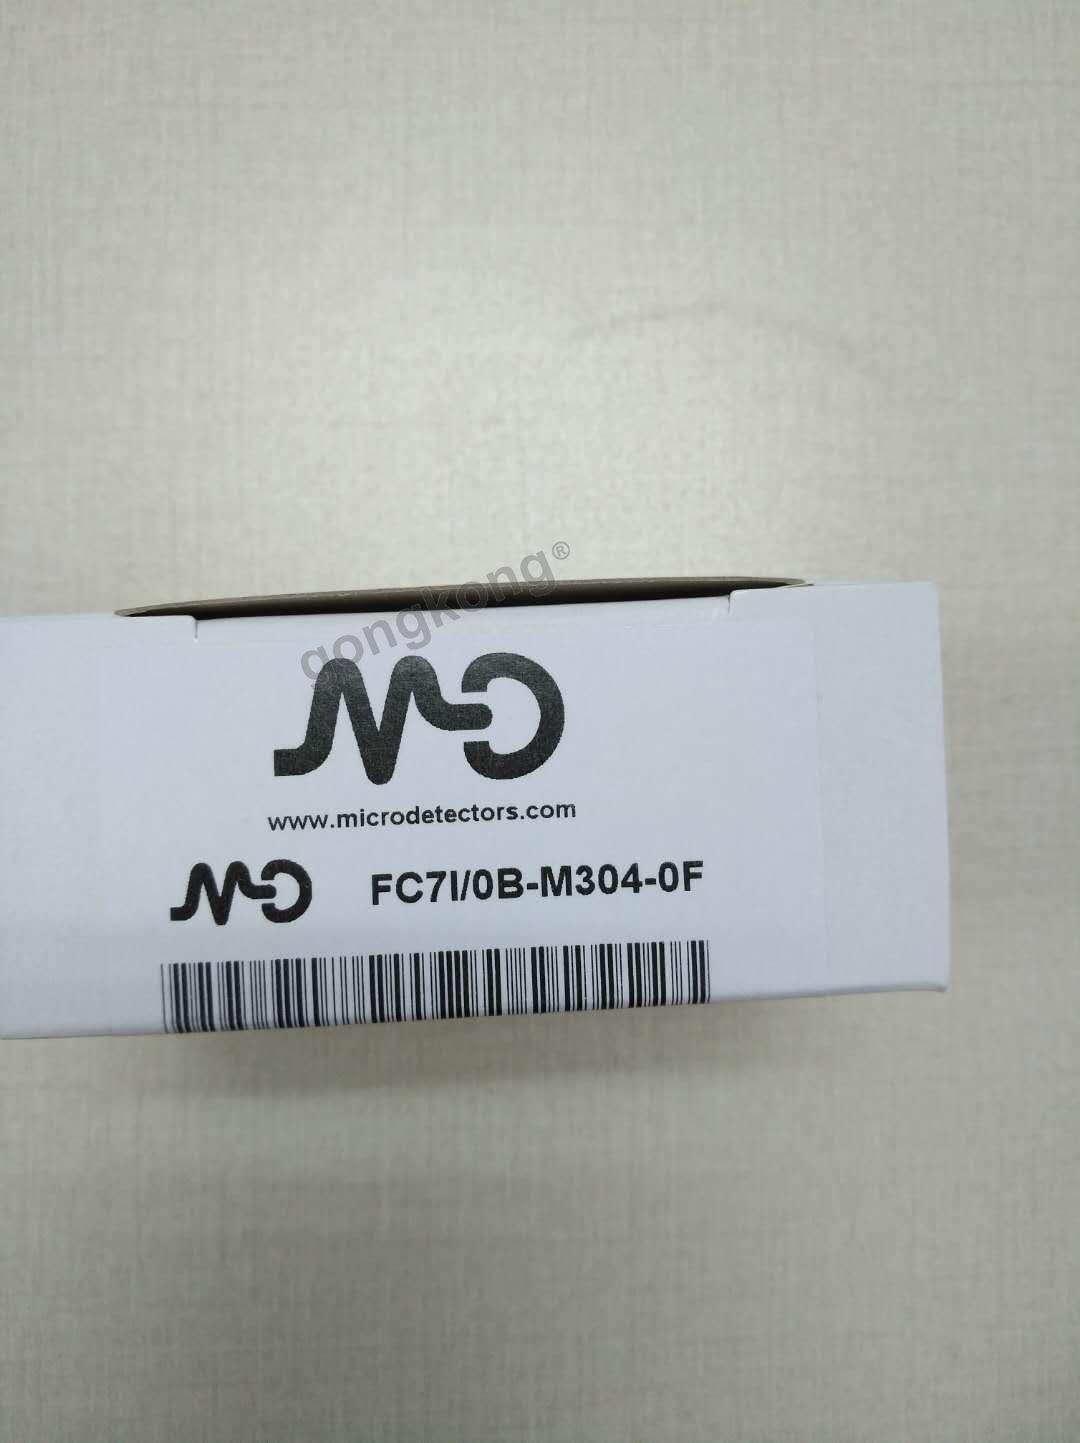 gongkong®
MD
www.microdetectors.com
MD FC7I/0B-M304-0F